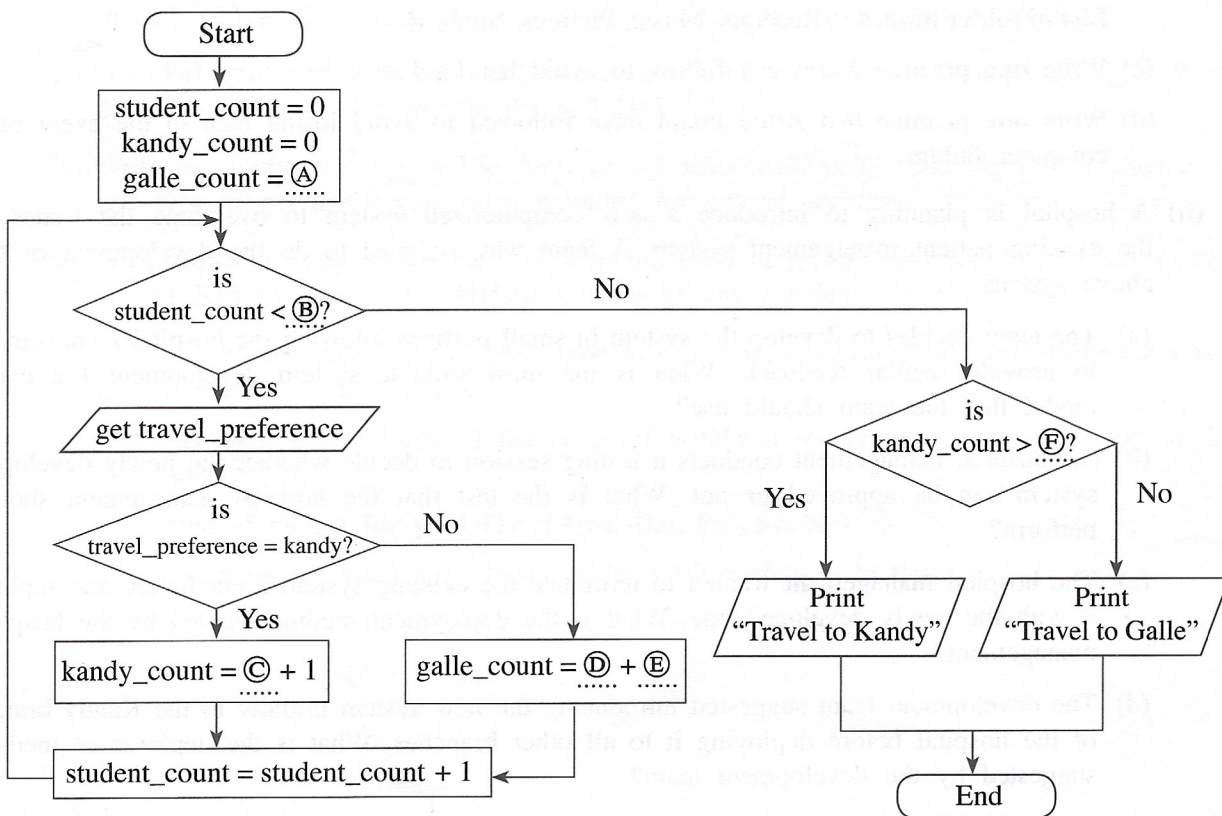 Start
student_count = 0
kandy_count = 0
galle_count = Ⓐ
is
student_count < Ⓑ?
No
Yes
get travel_preference
is
travel_preference = kandy?
No
Yes
kandy_count = Ⓒ + 1
galle_count = Ⓓ + Ⓔ
student_count = student_count + 1
is
kandy_count > Ⓕ?
Yes
No
Print
“Travel to Kandy”
Print
“Travel to Galle”
End